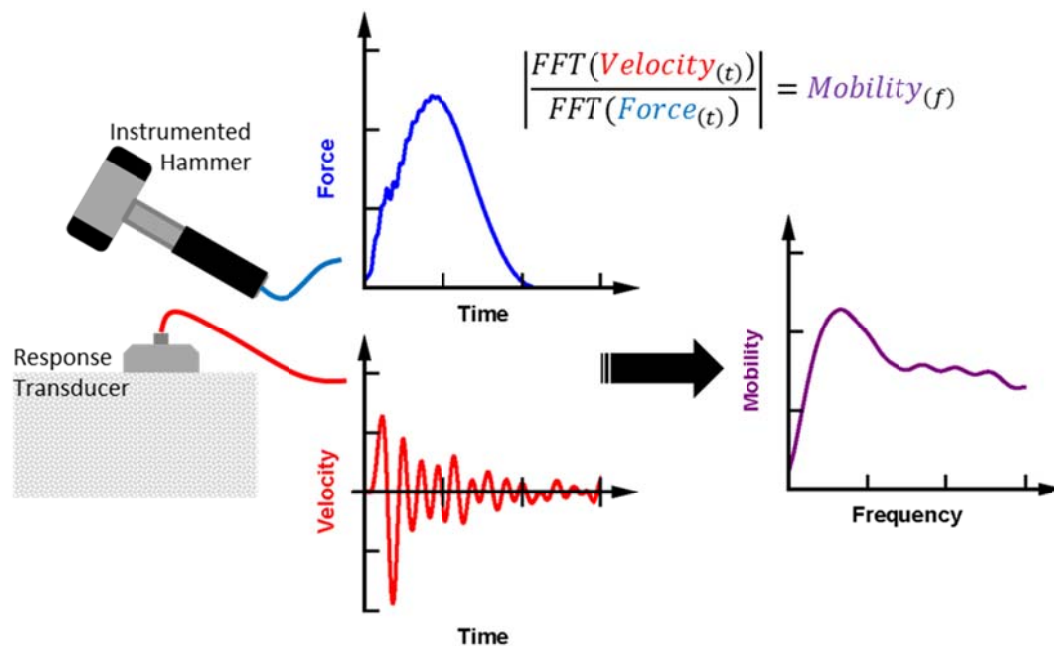 Instrumented
Hammer
Force
Time
|FFT(Velocity(t))|
|FFT(Force(t))| = Mobility(f)
Response
Transducer
Velocity
Time
Mobility
Frequency